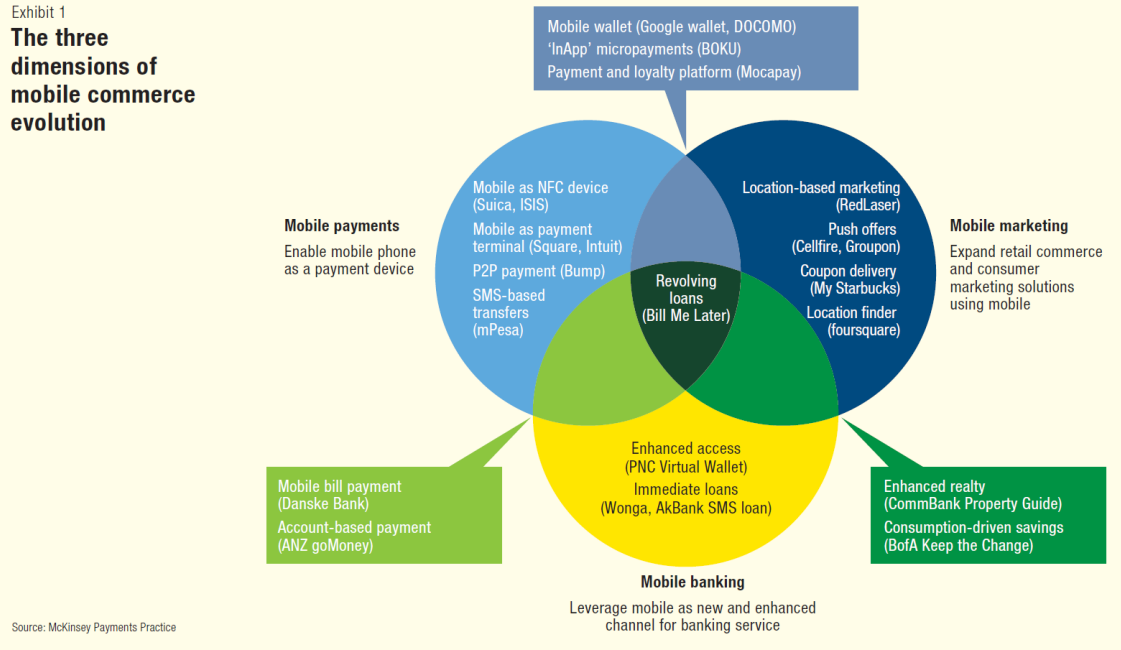 Exhibit 1
The three
dimensions of
mobile commerce
evolution
Mobile wallet (Google wallet, DOCOMO)
‘InApp’ micropayments (BOKU)
Payment and loyalty platform (Mocapay)
Mobile payments
Enable mobile phone
as a payment device
Mobile as NFC device
(Suica, ISIS)
Mobile as payment
terminal (Square, Intuit)
P2P payment (Bump)
SMS-based
transfers
(mPesa)
Revolving
loans
(Bill Me Later)
Location-based marketing
(RedLaser)
Push offers
(Cellfire, Groupon)
Coupon delivery
(My Starbucks)
Location finder
(foursquare)
Mobile marketing
Expand retail commerce
and consumer
marketing solutions
using mobile
Mobile bill payment
(Danske Bank)
Account-based payment
(ANZ goMoney)
Enhanced access
(PNC Virtual Wallet)
Immediate loans
(Wonga, AkBank SMS loan)
Enhanced realty
(CommBank Property Guide)
Consumption-driven savings
(BofA Keep the Change)
Mobile banking
Leverage mobile as new and enhanced
channel for banking service
Source: McKinsey Payments Practice